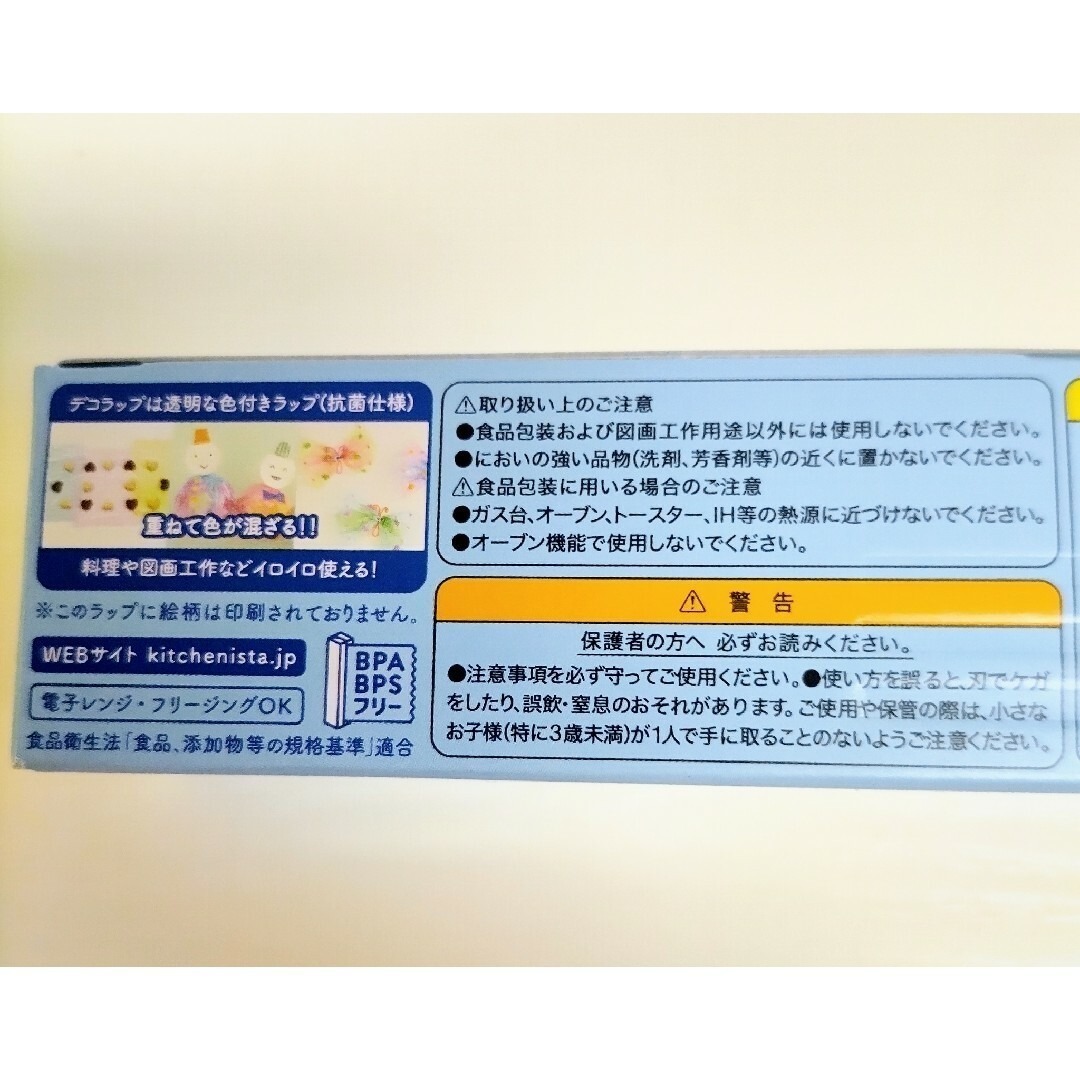 デコラップは透明な色付きラップ(抗菌仕様)
重ねて色が混ざる!!
料理や図画工作などイロイロ使える!
※このラップに絵柄は印刷されておりません。
WEBサイト kitchenista.jp
電子レンジ・フリージングOK
BPA
BPS
フリー
食品衛生法「食品、添加物等の規格基準」適合
⚠取り扱い上のご注意
●食品包装および図画工作用途以外には使用しないでください。
●においの強い品物(洗剤、芳香剤等)の近くに置かないでください。
⚠食品包装に用いる場合のご注意
●ガス台、オーブン、トースター、IH等の熱源に近づけないでください。
●オーブン機能で使用しないでください。
⚠ 警告
保護者の方へ 必ずお読みください。
●注意事項を必ず守ってご使用ください。●使い方を誤ると、刃でケガ
をしたり、誤飲・窒息のおそれがあります。ご使用や保管の際は、小さな
お子様(特に3歳未満)が1人で手に取ることのないようご注意ください。